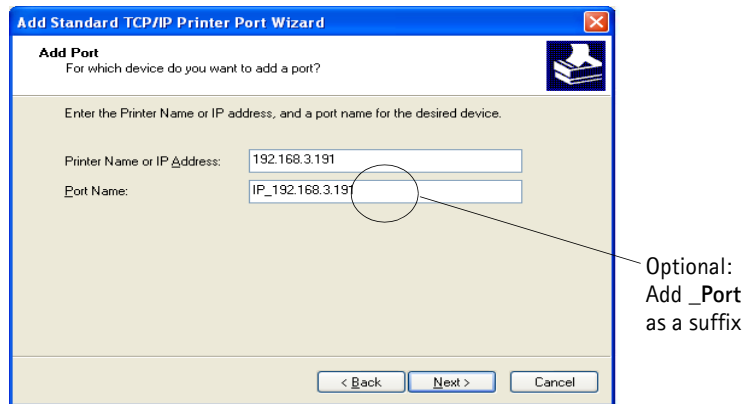 Add Standard TCP/IP Printer Port Wizard
Add Port
For which device do you want to add a port?
Enter the Printer Name or IP address, and a port name for the desired device.
Printer Name or IP Address: 192.168.3.191
Port Name: IP_192.168.3.191
Optional:
Add _Port
as a suffix
< Back Next > Cancel